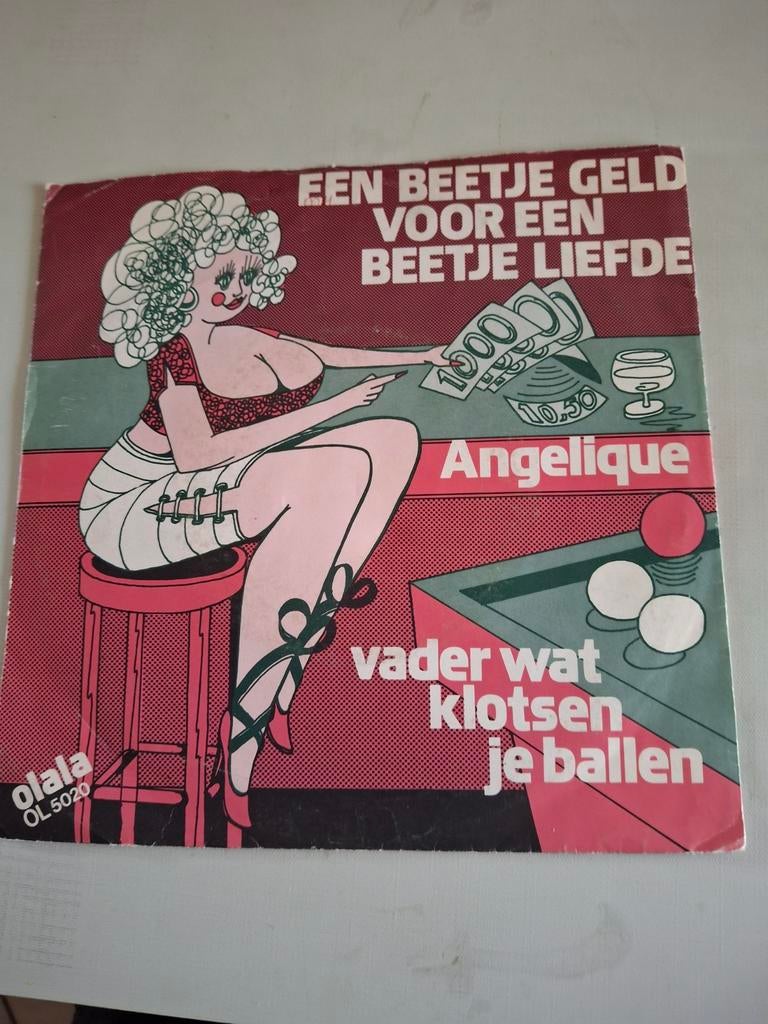 EEN BEETJE GELD
VOOR EEN
BEETJE LIEFDE
1000
10,50
Angelique
vader wat
klotsen
je ballen
olala
OL 5020